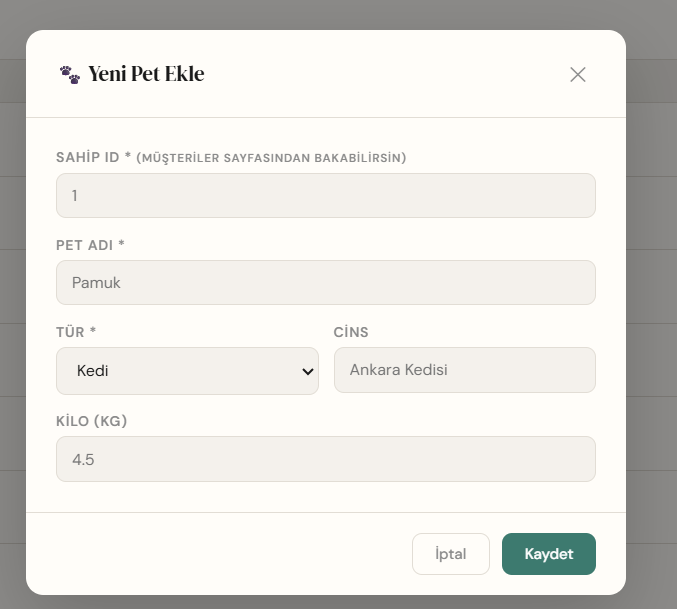 Yeni Pet Ekle
SAHİP ID * (MÜŞTERİLER SAYFASINDAN BAKABİLİRSİN)
1
PET ADI *
Pamuk
TÜR * CİNS
Kedi Ankara Kedisi
KİLO (KG)
4.5
İptal Kaydet